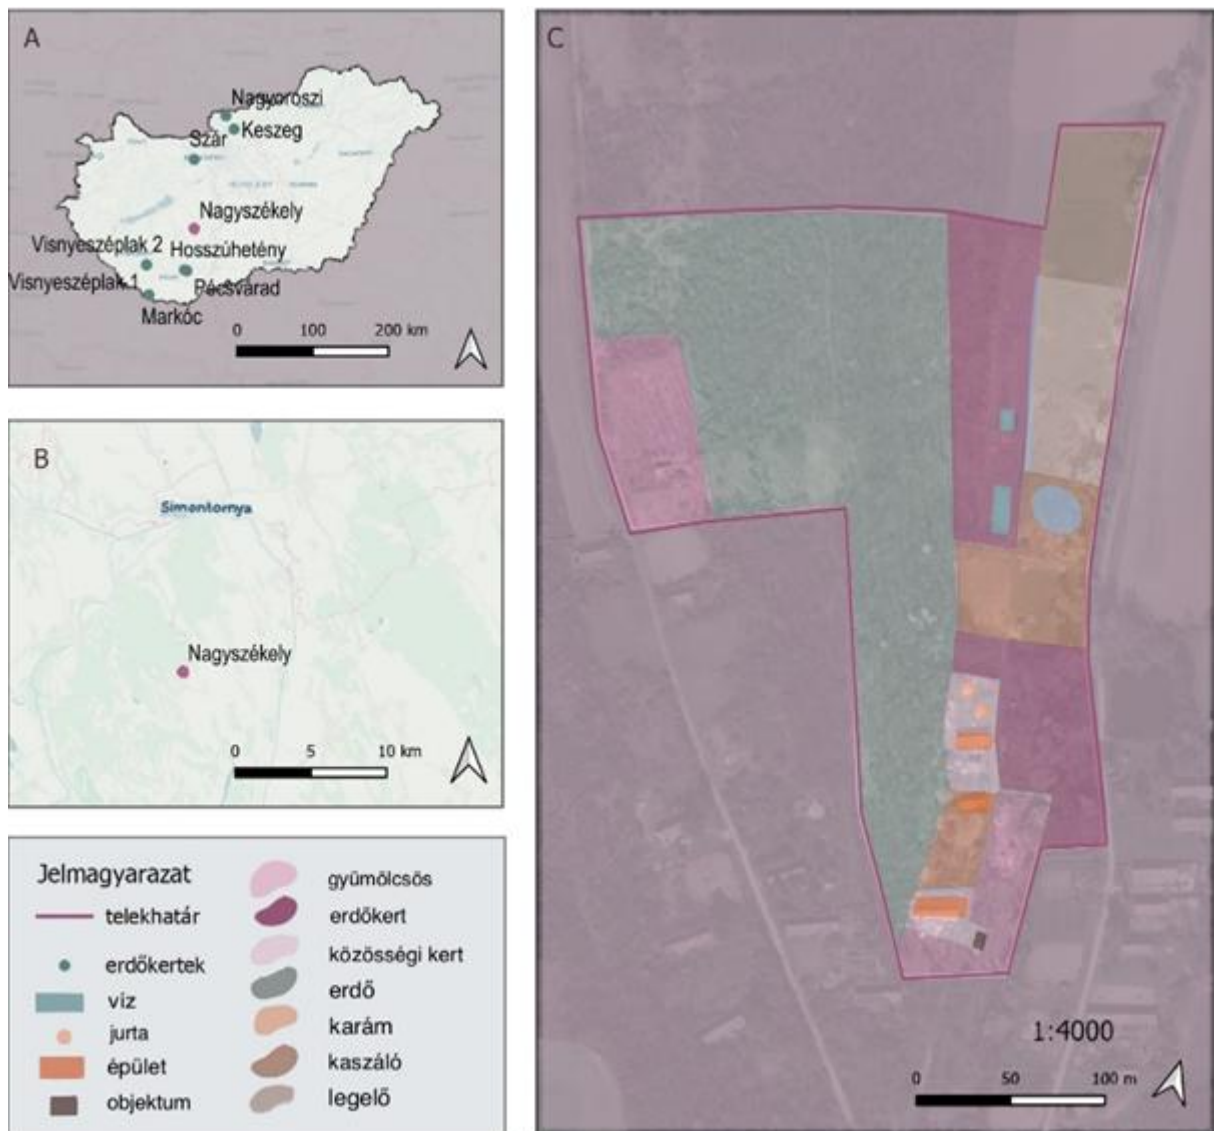 A
Nagyoroszi
Keszeg
Szár
Nagyszékely
Visnyeszéplak 2
Hosszúhetény
Visnyeszéplak 1
Pécsvárad
Markóc
0 100 200 km
B
Simontornya
Nagyszékely
0 5 10 km
Jelmagyarazat
telekhatár
erdőkertek
víz
jurta
épület
objektum
gyümölcsös
erdőkert
közösségi kert
erdő
karám
kaszáló
legelő
C
1:4000
0 50 100 m